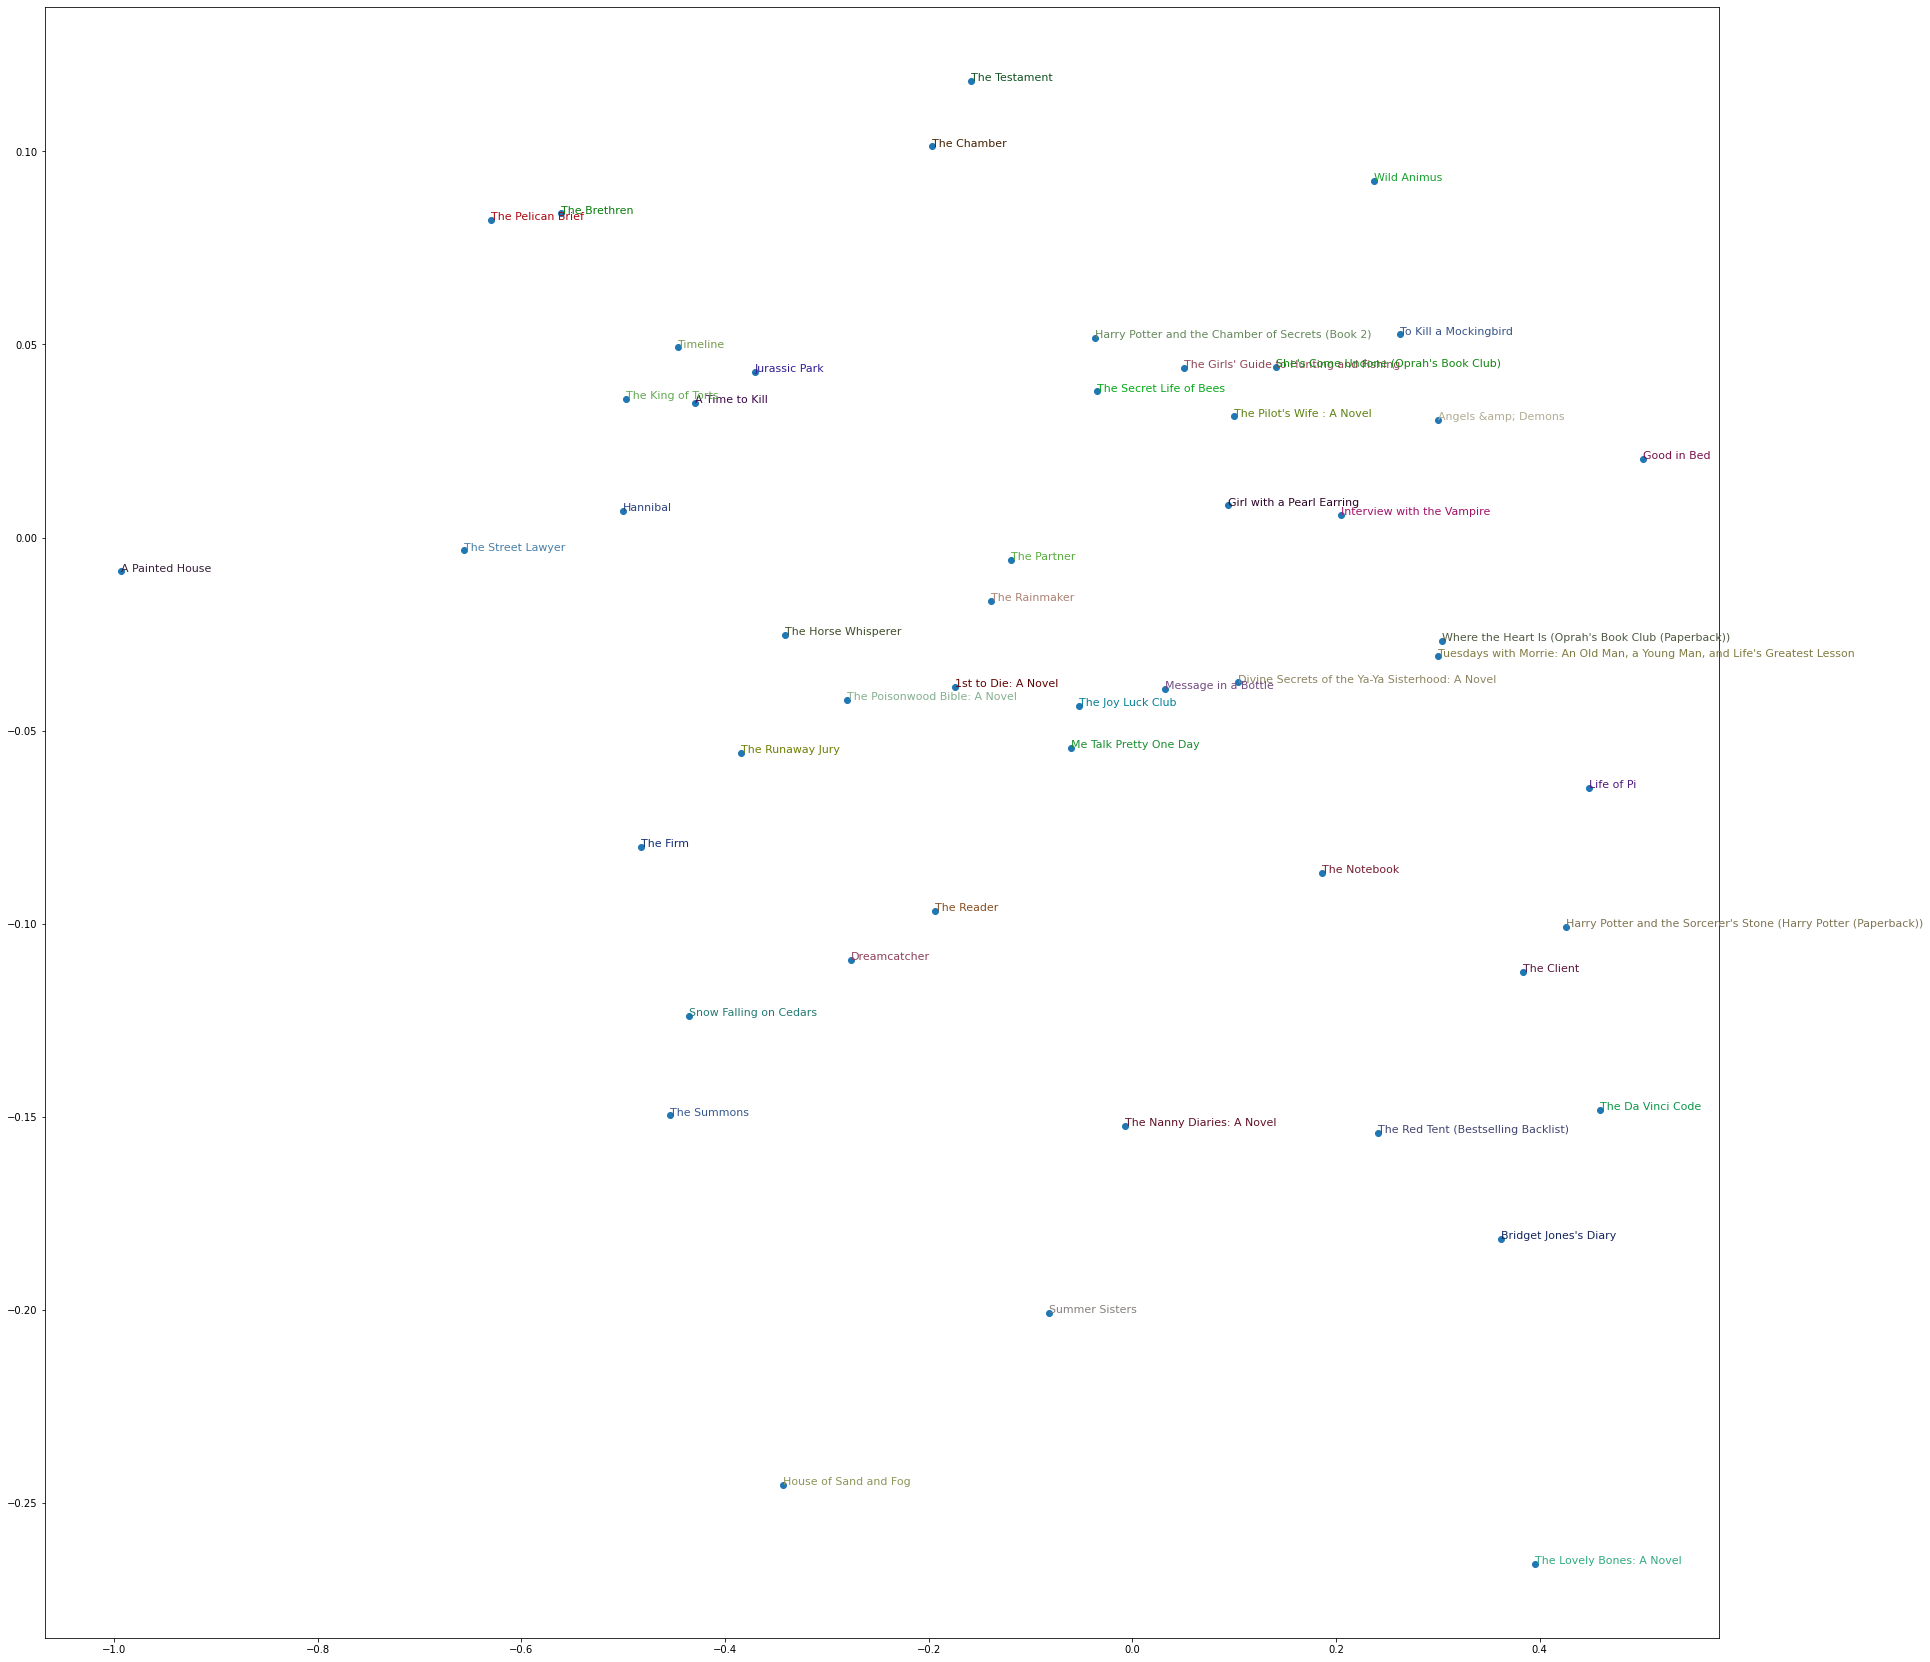 The Testament
0.10
The Chamber
Wild Animus
The Brethren
The Pelican Brief
0.05
Harry Potter and the Chamber of Secrets (Book 2)
To Kill a Mockingbird
Timeline
The Girls' Guide to Hunting and Fishing
She's Come Undone (Oprah's Book Club)
Jurassic Park
The Secret Life of Bees
The King of Torts
A Time to Kill
The Pilot's Wife : A Novel
Angels &amp; Demons
Good in Bed
Hannibal
Girl with a Pearl Earring
Interview with the Vampire
0.00
The Street Lawyer
The Partner
A Painted House
The Rainmaker
The Horse Whisperer
Where the Heart Is (Oprah's Book Club (Paperback))
Tuesdays with Morrie: An Old Man, a Young Man, and Life's Greatest Lesson
1st to Die: A Novel
Message in a Bottle
Divine Secrets of the Ya-Ya Sisterhood: A Novel
The Poisonwood Bible: A Novel
The Joy Luck Club
−0.05
The Runaway Jury
Me Talk Pretty One Day
Life of Pi
The Firm
The Notebook
The Reader
−0.10
Harry Potter and the Sorcerer's Stone (Harry Potter (Paperback))
Dreamcatcher
The Client
Snow Falling on Cedars
The Da Vinci Code
The Summons
−0.15
The Nanny Diaries: A Novel
The Red Tent (Bestselling Backlist)
Bridget Jones's Diary
−0.20
Summer Sisters
House of Sand and Fog
−0.25
The Lovely Bones: A Novel
−1.0
−0.8
−0.6
−0.4
−0.2
0.0
0.2
0.4